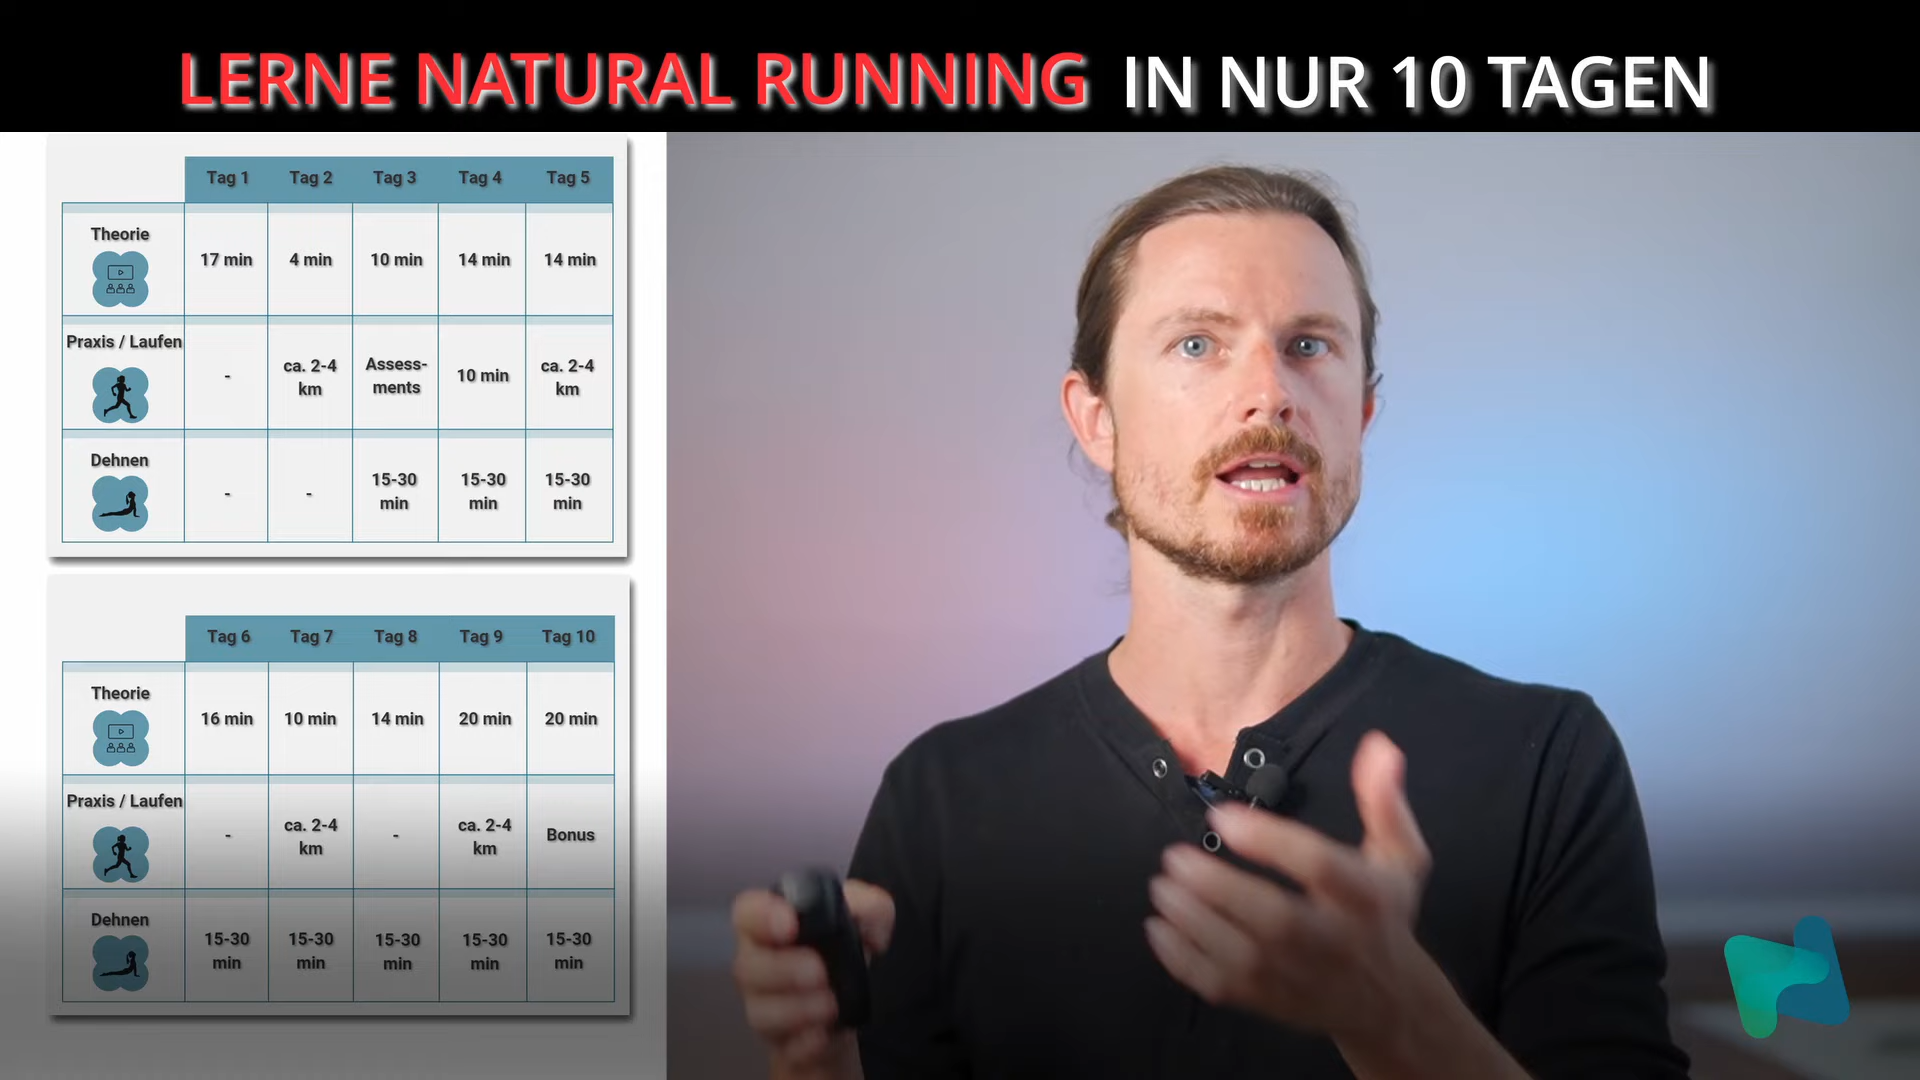 LERNE NATURAL RUNNING IN NUR 10 TAGEN
Tag 1 Tag 2 Tag 3 Tag 4 Tag 5
Theorie
17 min 4 min 10 min 14 min 14 min
Praxis / Laufen
- ca. 2-4 Assess- 10 min ca. 2-4
km ments km
Dehnen
- - 15-30 15-30 15-30
min min min
Tag 6 Tag 7 Tag 8 Tag 9 Tag 10
Theorie
16 min 10 min 14 min 20 min 20 min
Praxis / Laufen
- ca. 2-4 - ca. 2-4 Bonus
km km
Dehnen
15-30 15-30 15-30 15-30 15-30
min min min min min